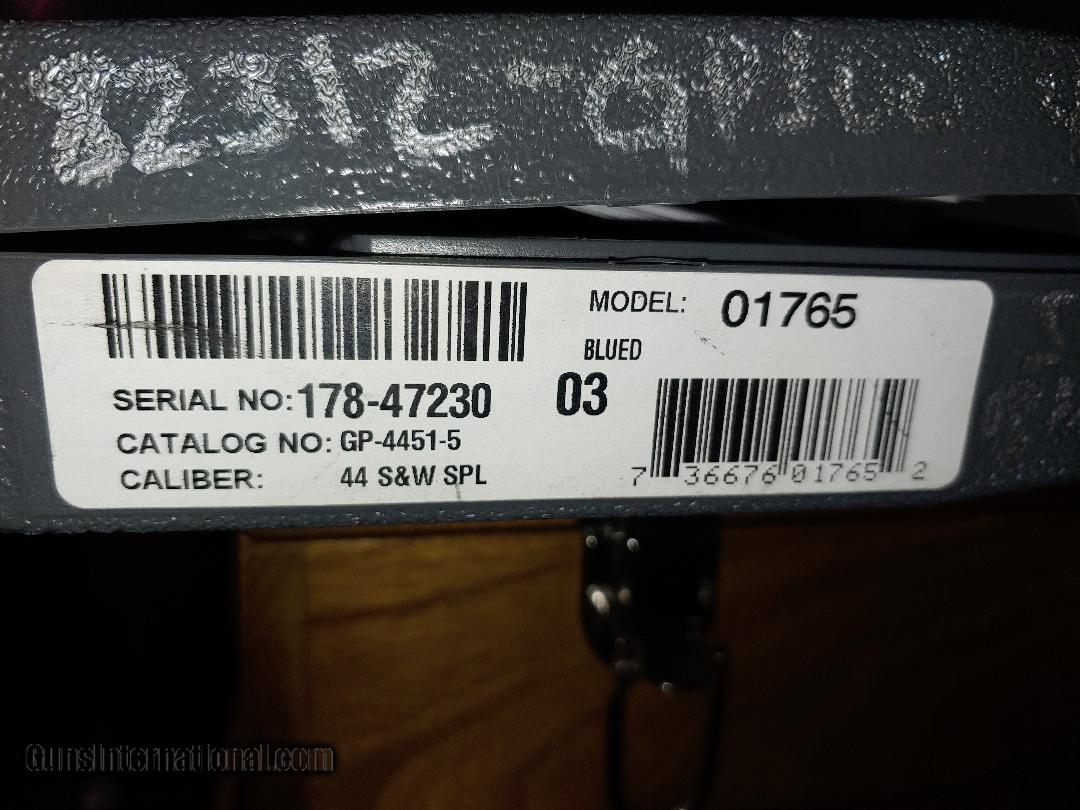 MODEL: 01765
BLUED
SERIAL NO: 178-47230 03
CATALOG NO: GP-4451-5
CALIBER: 44 S&W SPL
7 36676 01765 2
GunsInternational.com